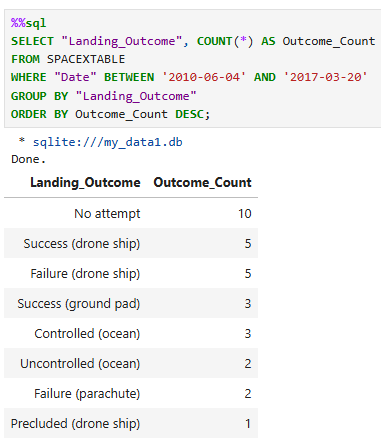 %%sql
SELECT "Landing_Outcome", COUNT(*) AS Outcome_Count
FROM SPACEXTABLE
WHERE "Date" BETWEEN '2010-06-04' AND '2017-03-20'
GROUP BY "Landing_Outcome"
ORDER BY Outcome_Count DESC;
* sqlite:///my_data1.db
Done.
Landing_Outcome Outcome_Count
No attempt 10
Success (drone ship) 5
Failure (drone ship) 5
Success (ground pad) 3
Controlled (ocean) 3
Uncontrolled (ocean) 2
Failure (parachute) 2
Precluded (drone ship) 1